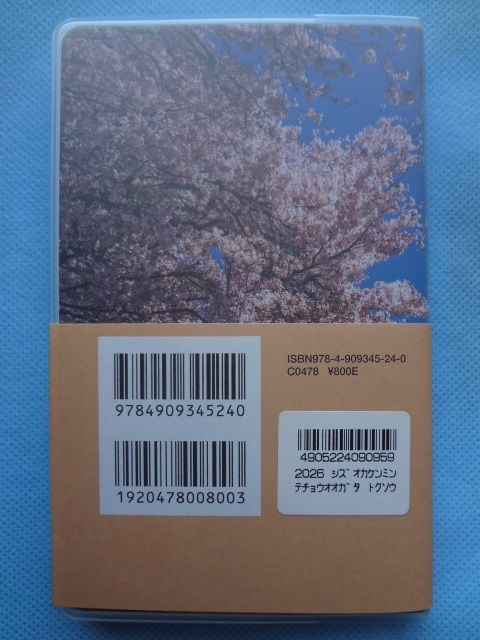 ISBN978-4-909345-24-0
C0478 ¥800E
9784909345240
1920478008003
4905224090959
2026 ｼｽﾞｵｶｹﾝﾐﾝ
ﾃﾁｮｳｵｵｶﾞﾀ ﾄｸｿｳ